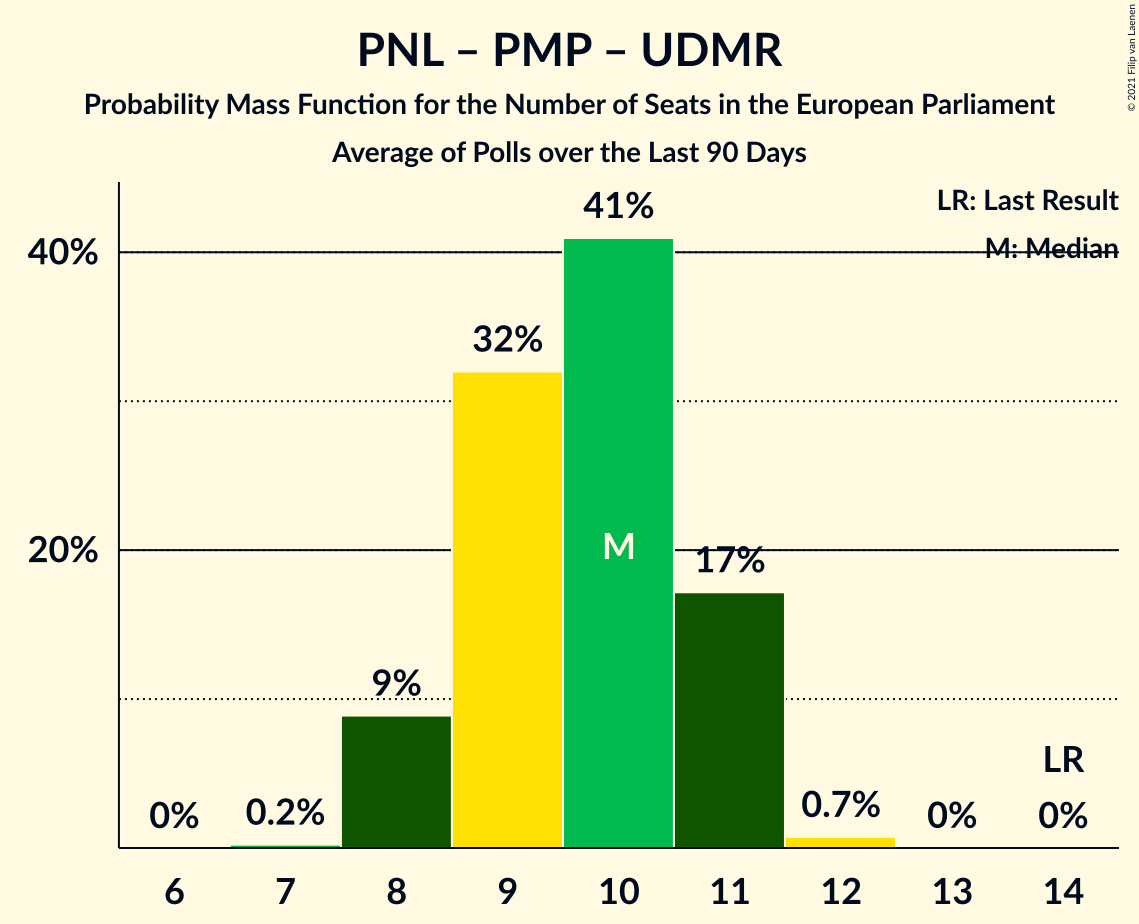 PNL – PMP – UDMR
Probability Mass Function for the Number of Seats in the European Parliament
Average of Polls over the Last 90 Days
© 2021 Filip van Laenen
LR: Last Result
M: Median
40%
20%
0%
0.2%
9%
32%
41%
M
17%
0.7%
0%
LR
0%
6 7 8 9 10 11 12 13 14